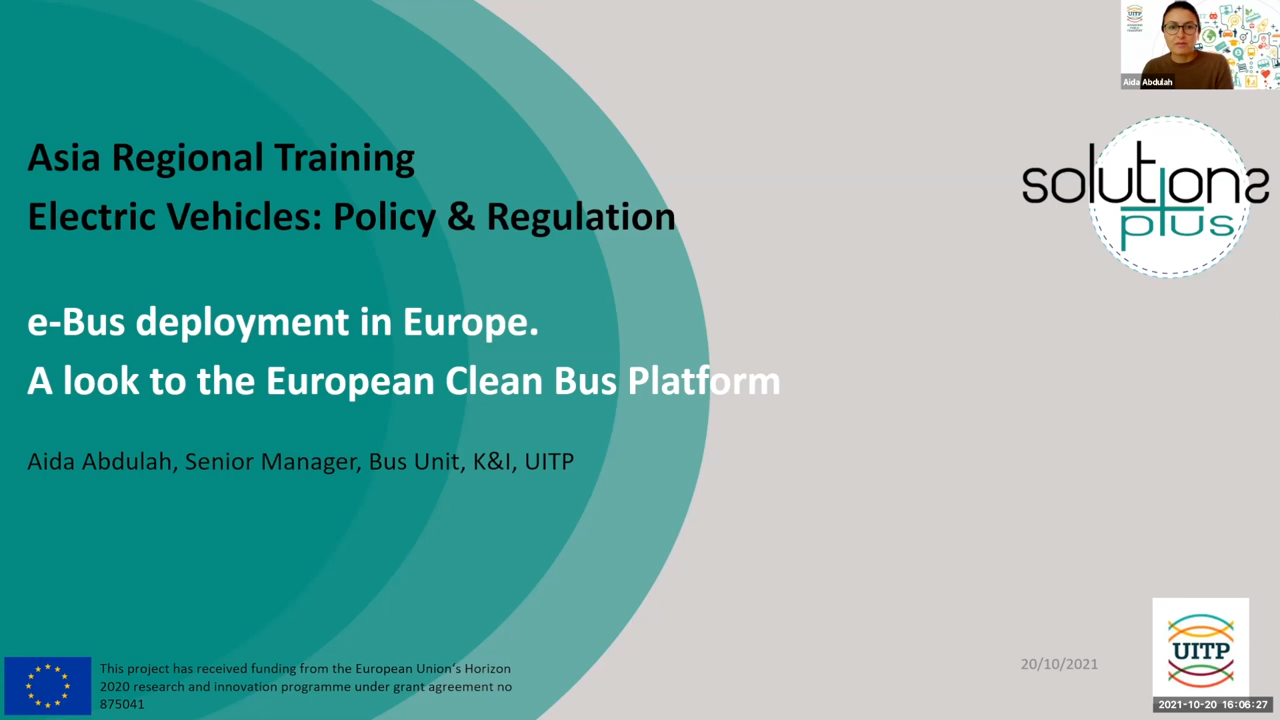 UITP
Aida Abdulah
Asia Regional Training
Electric Vehicles: Policy & Regulation
solutions
plus
e-Bus deployment in Europe.
A look to the European Clean Bus Platform
Aida Abdulah, Senior Manager, Bus Unit, K&I, UITP
This project has received funding from the European Union's Horizon
2020 research and innovation programme under grant agreement no
875041
20/10/2021
UITP
2021-10-20 16:06:27